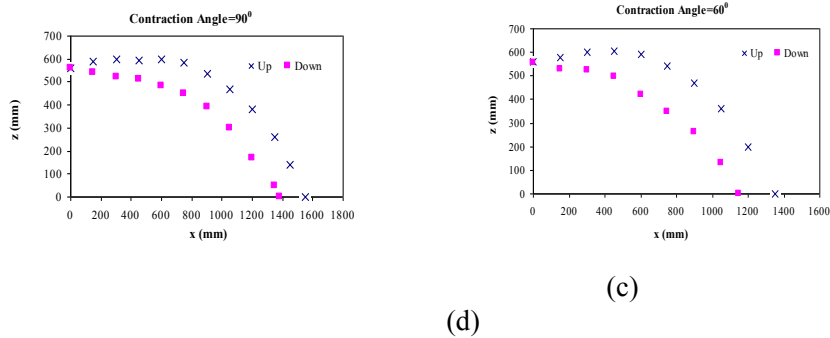 Contraction Angle=90⁰
700
600
500
400
300
200
100
0
z (mm)
× Up ■ Down
0 200 400 600 800 1000 1200 1400 1600 1800
x (mm)
Contraction Angle=60⁰
700
600
500
400
300
200
100
0
z (mm)
× Up ■ Down
0 200 400 600 800 1000 1200 1400 1600
x (mm)
(c)
(d)